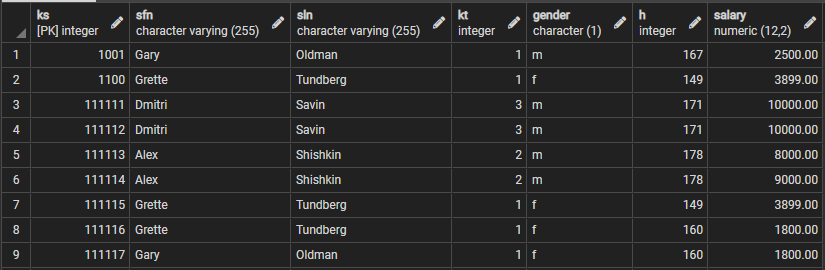 ks sfn sln kt gender h salary
[PK] integer character varying (255) character varying (255) integer character (1) integer numeric (12,2)
1 1001 Gary Oldman 1 m 167 2500.00
2 1100 Grette Tundberg 1 f 149 3899.00
3 111111 Dmitri Savin 3 m 171 10000.00
4 111112 Dmitri Savin 3 m 171 10000.00
5 111113 Alex Shishkin 2 m 178 8000.00
6 111114 Alex Shishkin 2 m 178 9000.00
7 111115 Grette Tundberg 1 f 149 3899.00
8 111116 Grette Tundberg 1 f 160 1800.00
9 111117 Gary Oldman 1 f 160 1800.00